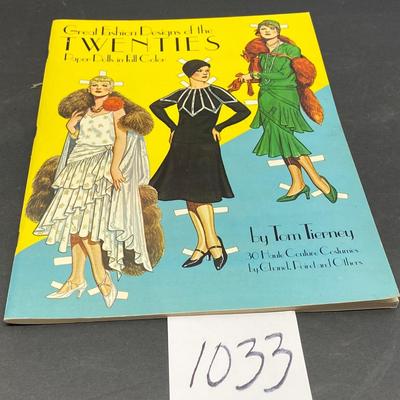 Great Fashion Designs of the
TWENTIES
Paper Dolls in Full Color
by Tom Tierney
30 Haute Couture Costumes
by Chanel, Poiret and Others
1033